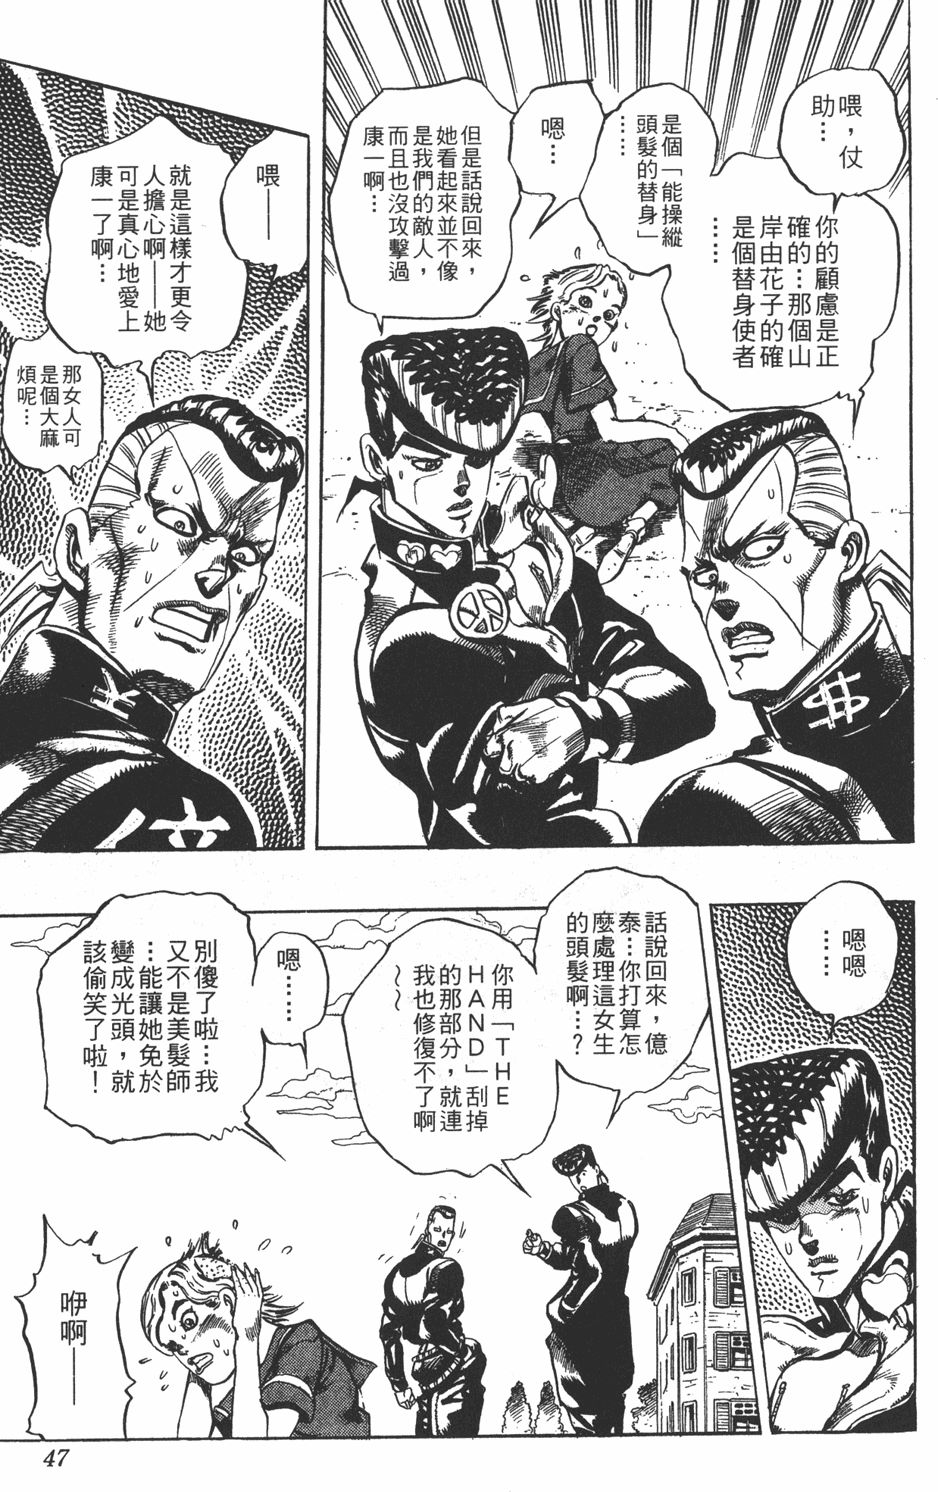 喂，仗
助…
你的顧慮是正
確的…那個山
岸由花子的確
是個替身使者
……
是個「能操縱
頭髮的替身」
……
嗯…
但是話說回來，
她看起來並不像
是我們的敵人，
而且也沒攻擊過
康一啊…
喂——
就是這樣才更令
人擔心啊——她
可是真心地愛上
康一了啊…
那女人可
是個大麻
煩呢…
億
嗯嗯
…
話說回來，億
泰…你打算怎
麼處理這女生
的頭髮啊…？
你用「THE
HAND」刮掉
的那部分，就連
我也修復不了啊
～～
嗯……
別傻了啦…我
又不是美髮師
…能讓她免於
變成光頭，就
該偷笑了啦！
咿啊——
47